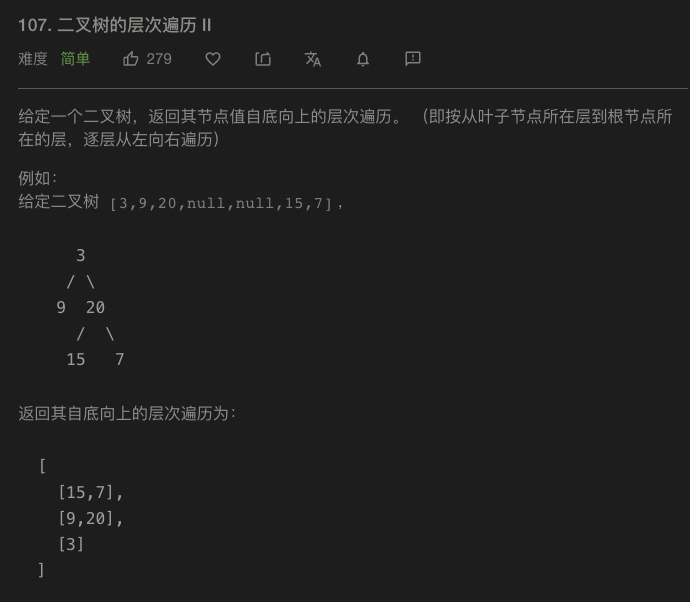 107. 二叉树的层次遍历 II
难度 简单 279
给定一个二叉树，返回其节点值自底向上的层次遍历。 （即按从叶子节点所在层到根节点所
在的层，逐层从左向右遍历）
例如：
给定二叉树 [3,9,20,null,null,15,7],
3
/ \
9 20
/ \
15 7
返回其自底向上的层次遍历为：
[
[15,7],
[9,20],
[3]
]